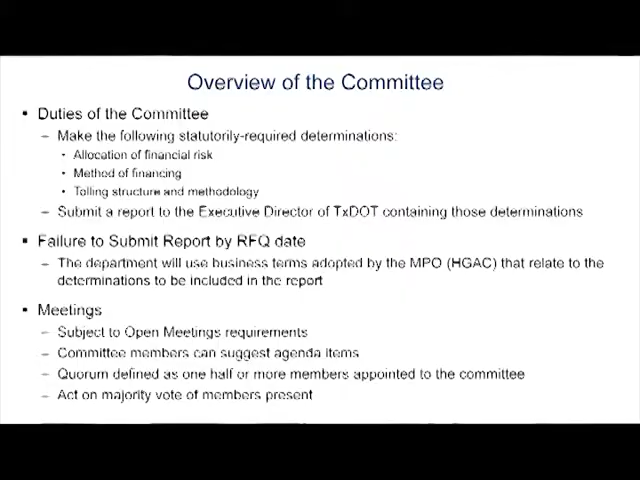 Overview of the Committee
• Duties of the Committee
– Make the following statutorily-required determinations:
• Allocation of financial risk
• Method of financing
• Tolling structure and methodology
– Submit a report to the Executive Director of TxDOT containing those determinations
• Failure to Submit Report by RFQ date
– The department will use business terms adopted by the MPO (HGAC) that relate to the
determinations to be included in the report
• Meetings
– Subject to Open Meetings requirements
– Committee members can suggest agenda items
– Quorum defined as one half or more members appointed to the committee
– Act on majority vote of members present